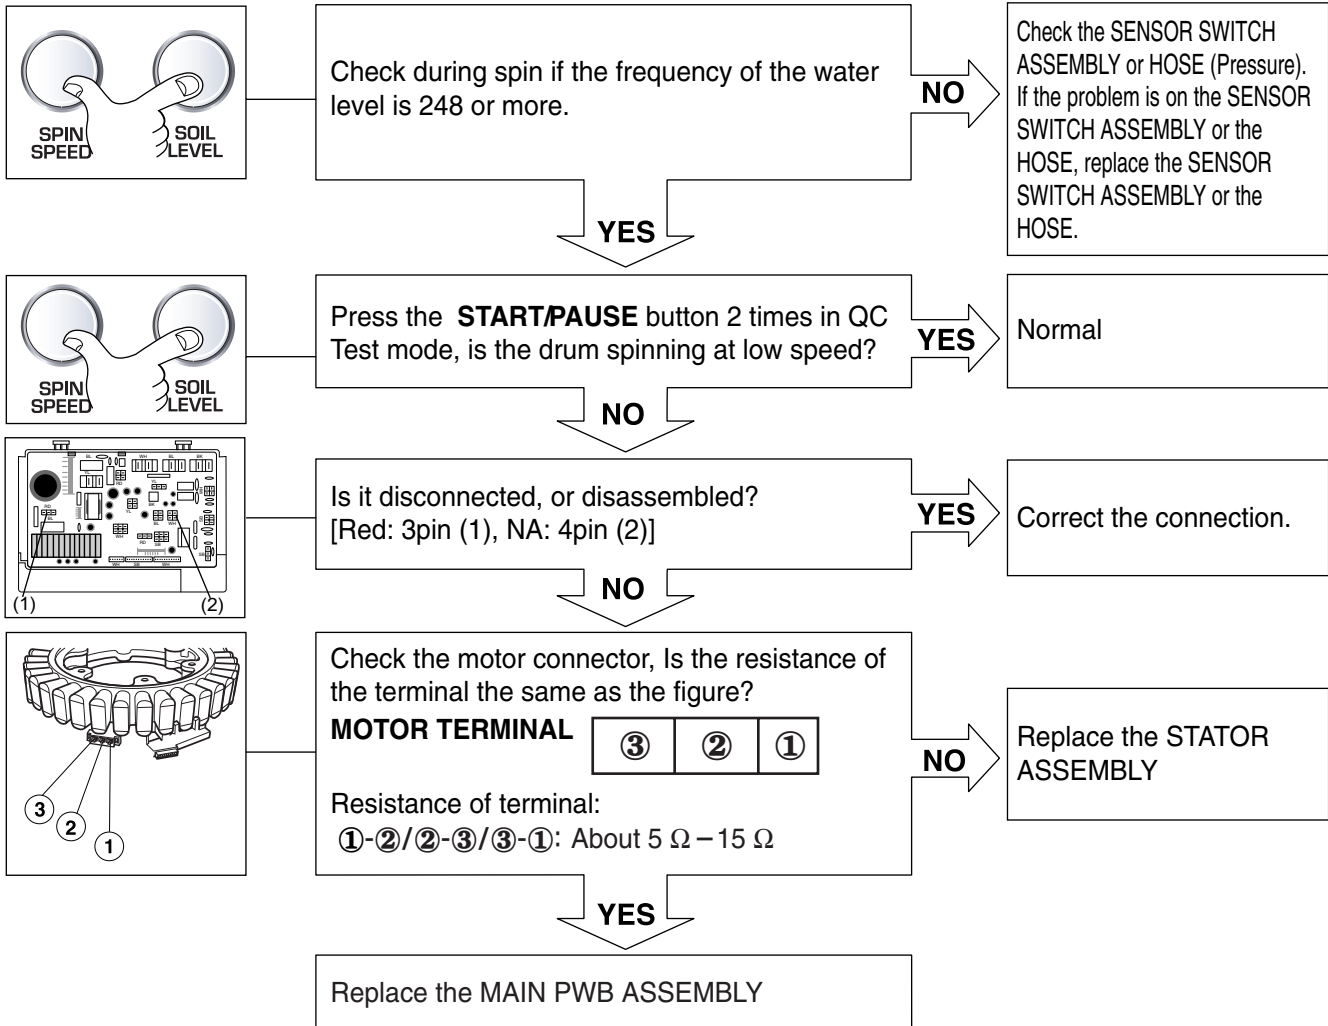 SPIN
SPEED
SOIL
LEVEL
Check during spin if the frequency of the water
level is 248 or more.
NO
Check the SENSOR SWITCH
ASSEMBLY or HOSE (Pressure).
If the problem is on the SENSOR
SWITCH ASSEMBLY or the
HOSE, replace the SENSOR
SWITCH ASSEMBLY or the
HOSE.
YES
SPIN
SPEED
SOIL
LEVEL
Press the START/PAUSE button 2 times in QC
Test mode, is the drum spinning at low speed?
YES
Normal
NO
(1)
(2)
Is it disconnected, or disassembled?
[Red: 3pin (1), NA: 4pin (2)]
YES
Correct the connection.
NO
3
2
1
Check the motor connector, Is the resistance of
the terminal the same as the figure?
MOTOR TERMINAL
③ ② ①
Resistance of terminal:
①-②/②-③/③-①: About 5 Ω – 15 Ω
NO
Replace the STATOR
ASSEMBLY
YES
Replace the MAIN PWB ASSEMBLY